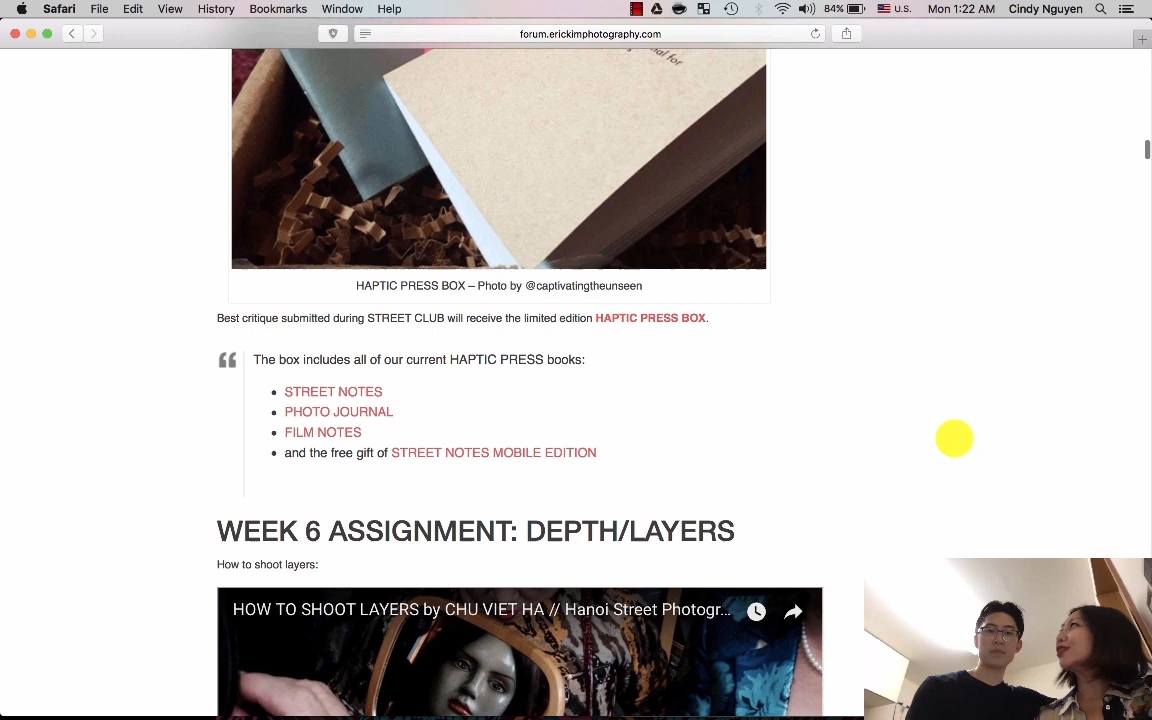 Safari File Edit View History Bookmarks Window Help 84% U.S. Mon 1:22 AM Cindy Nguyen
forum.erickimphotography.com
ial for
HAPTIC PRESS BOX – Photo by @captivatingtheunseen
Best critique submitted during STREET CLUB will receive the limited edition HAPTIC PRESS BOX.
The box includes all of our current HAPTIC PRESS books:
• STREET NOTES
• PHOTO JOURNAL
• FILM NOTES
• and the free gift of STREET NOTES MOBILE EDITION
WEEK 6 ASSIGNMENT: DEPTH/LAYERS
How to shoot layers:
HOW TO SHOOT LAYERS by CHU VIET HA // Hanoi Street Photogr...